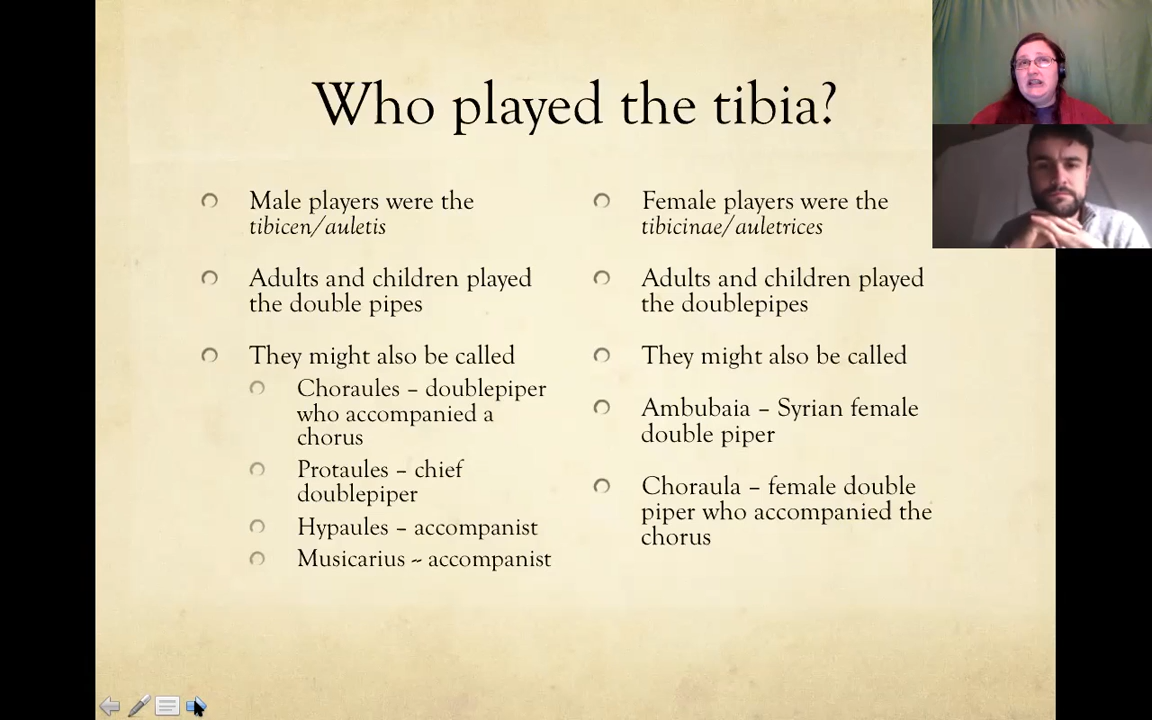 Who played the tibia?
Male players were the
tibicen/auletis
Adults and children played
the double pipes
They might also be called
Choraules – doublepiper
who accompanied a
chorus
Protaules – chief
doublepiper
Hypaules – accompanist
Musicarius ~ accompanist
Female players were the
tibicinae/auletrices
Adults and children played
the doublepipes
They might also be called
Ambubaia – Syrian female
double piper
Choraula – female double
piper who accompanied the
chorus